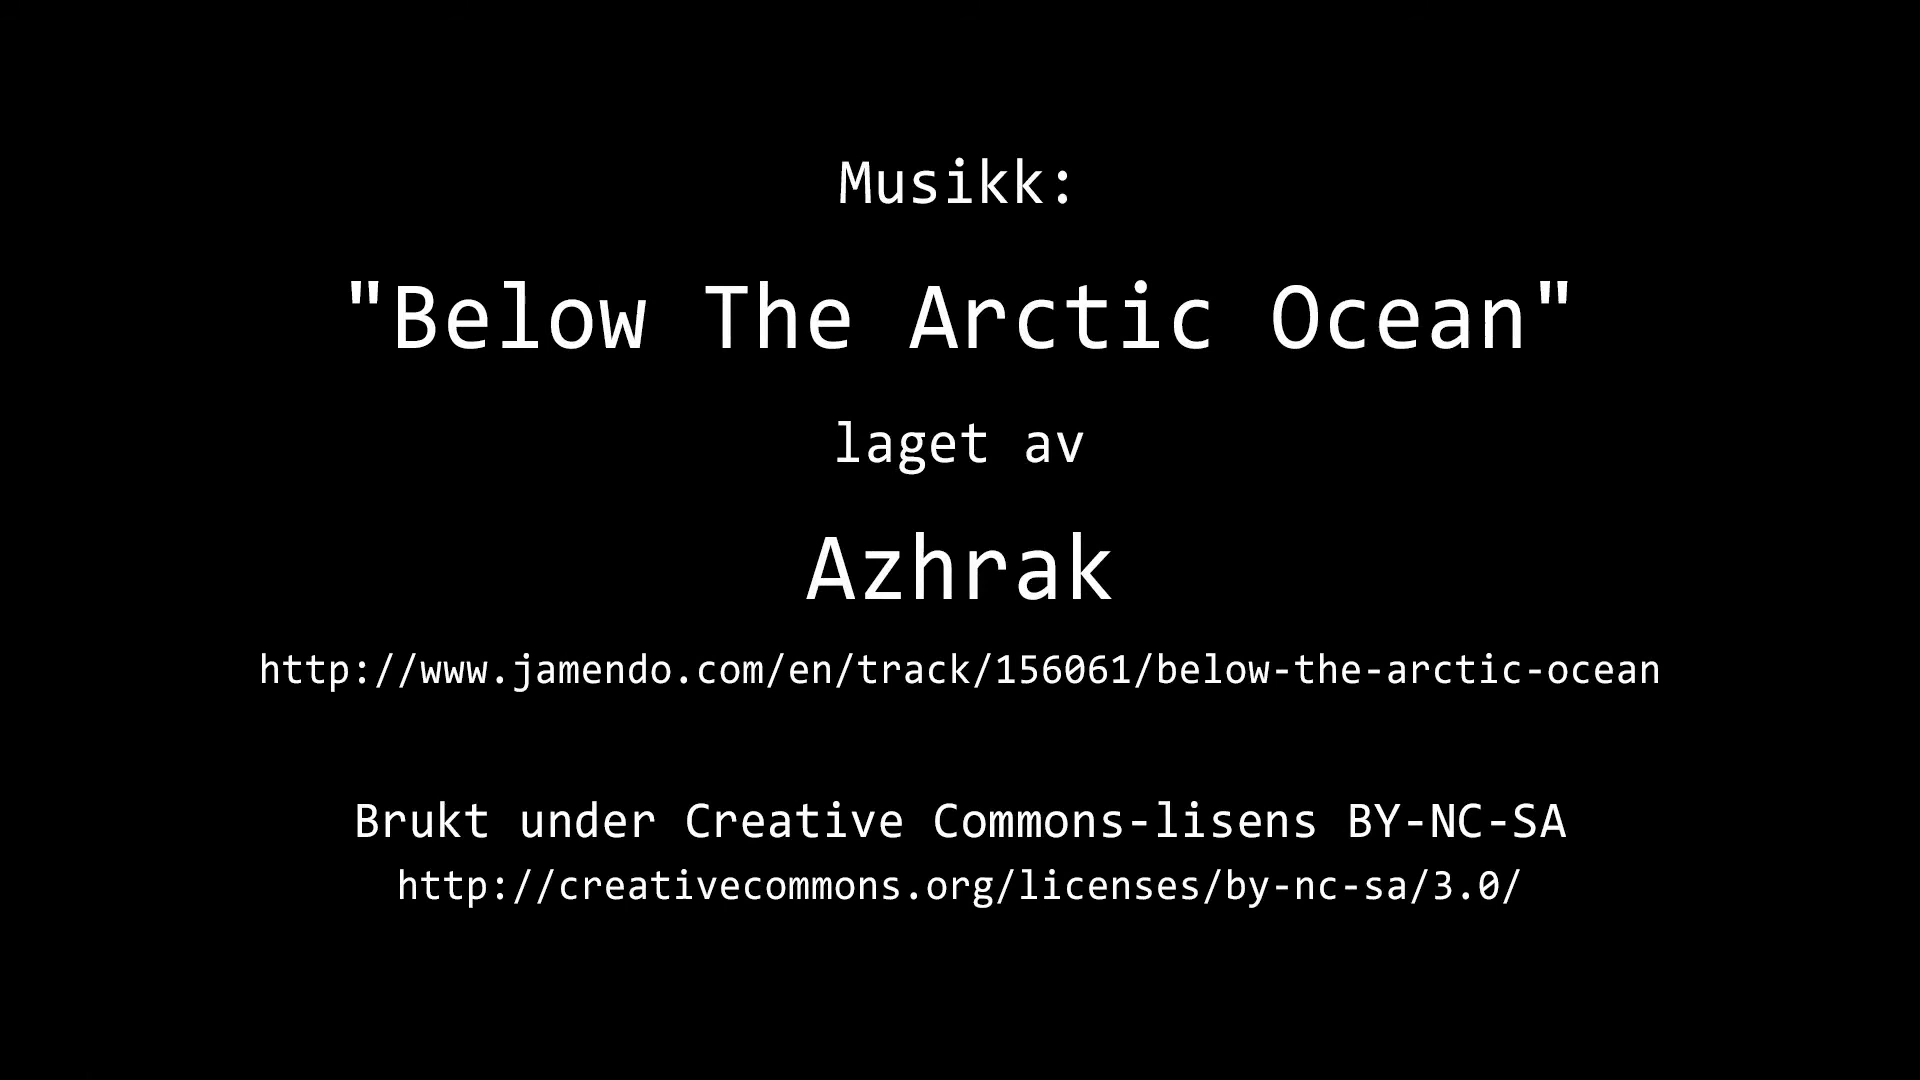 Musikk:
"Below The Arctic Ocean"
laget av
Azhrak
http://www.jamendo.com/en/track/156061/below-the-arctic-ocean
Brukt under Creative Commons-lisens BY-NC-SA
http://creativecommons.org/licenses/by-nc-sa/3.0/